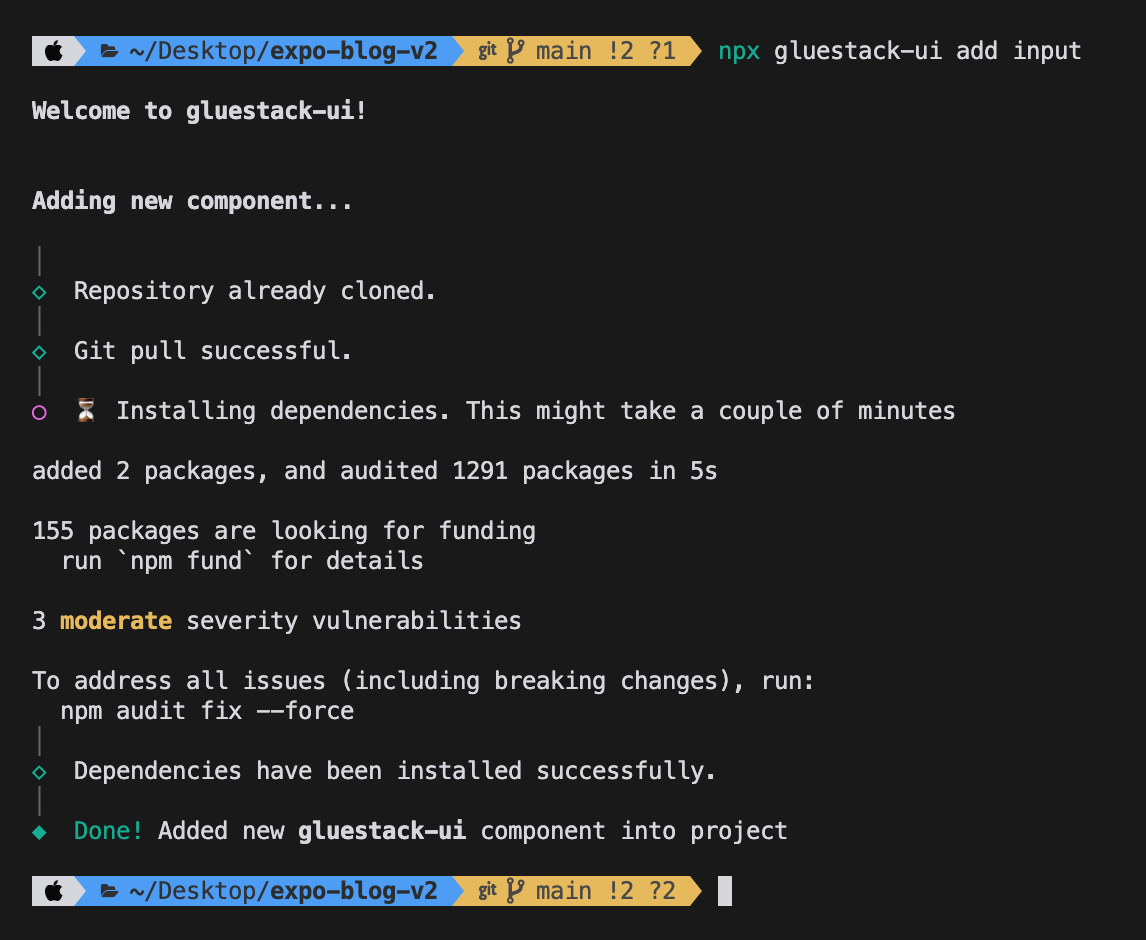 ~/Desktop/expo-blog-v2 git main !2 ?1 npx gluestack-ui add input
Welcome to gluestack-ui!
Adding new component...
Repository already cloned.
Git pull successful.
⏳ Installing dependencies. This might take a couple of minutes
added 2 packages, and audited 1291 packages in 5s
155 packages are looking for funding
  run `npm fund` for details
3 moderate severity vulnerabilities
To address all issues (including breaking changes), run:
  npm audit fix --force
Dependencies have been installed successfully.
Done! Added new gluestack-ui component into project
~/Desktop/expo-blog-v2 git main !2 ?2